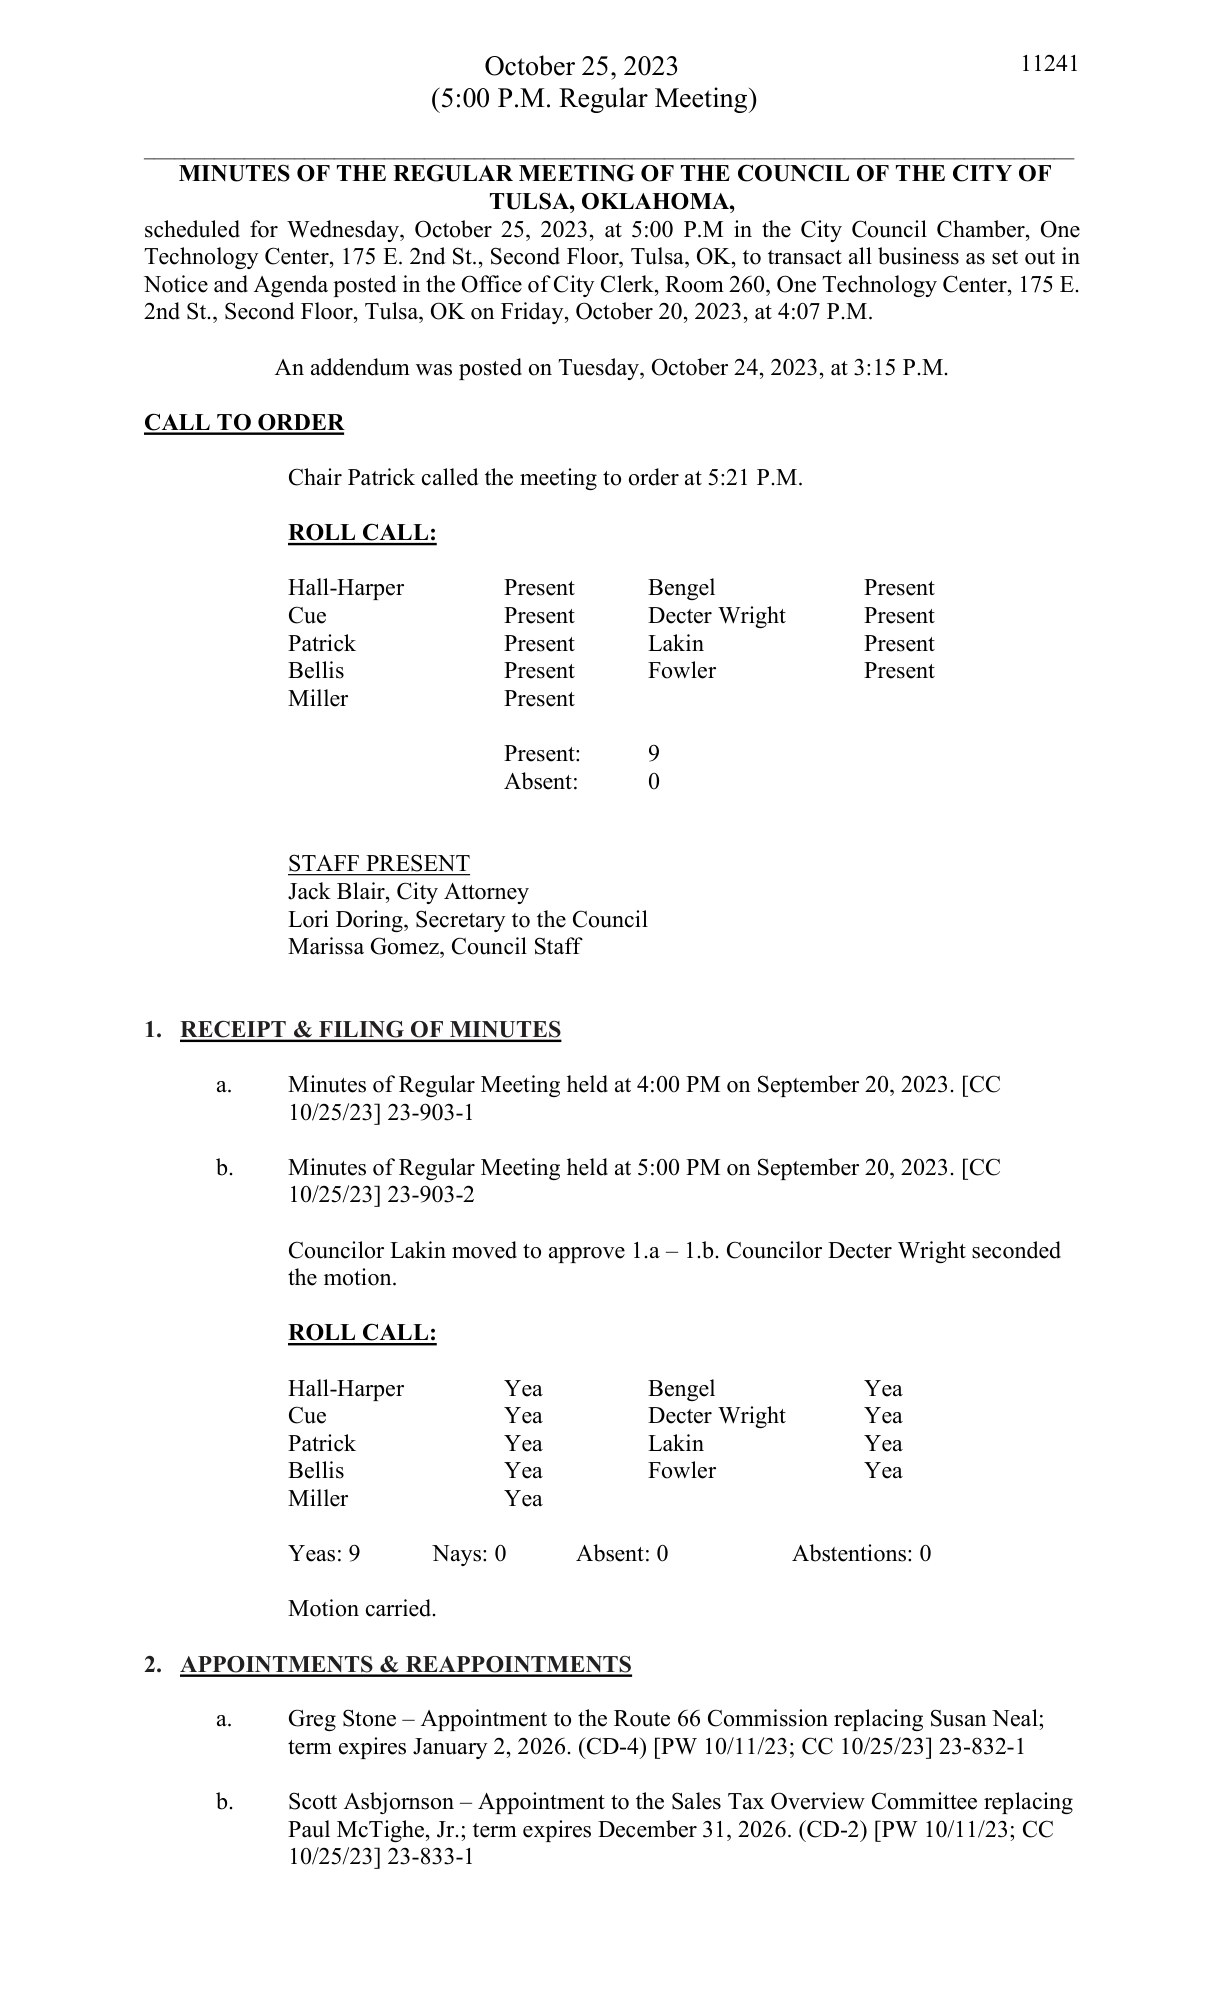 October 25, 2023 11241
(5:00 P.M. Regular Meeting)
MINUTES OF THE REGULAR MEETING OF THE COUNCIL OF THE CITY OF
TULSA, OKLAHOMA,
scheduled for Wednesday, October 25, 2023, at 5:00 P.M in the City Council Chamber, One
Technology Center, 175 E. 2nd St., Second Floor, Tulsa, OK, to transact all business as set out in
Notice and Agenda posted in the Office of City Clerk, Room 260, One Technology Center, 175 E.
2nd St., Second Floor, Tulsa, OK on Friday, October 20, 2023, at 4:07 P.M.
An addendum was posted on Tuesday, October 24, 2023, at 3:15 P.M.
CALL TO ORDER
Chair Patrick called the meeting to order at 5:21 P.M.
ROLL CALL:
Hall-Harper Present Bengel Present
Cue Present Decter Wright Present
Patrick Present Lakin Present
Bellis Present Fowler Present
Miller Present
Present: 9
Absent: 0
STAFF PRESENT
Jack Blair, City Attorney
Lori Doring, Secretary to the Council
Marissa Gomez, Council Staff
1. RECEIPT & FILING OF MINUTES
a. Minutes of Regular Meeting held at 4:00 PM on September 20, 2023. [CC
10/25/23] 23-903-1
b. Minutes of Regular Meeting held at 5:00 PM on September 20, 2023. [CC
10/25/23] 23-903-2
Councilor Lakin moved to approve 1.a – 1.b. Councilor Decter Wright seconded
the motion.
ROLL CALL:
Hall-Harper Yea Bengel Yea
Cue Yea Decter Wright Yea
Patrick Yea Lakin Yea
Bellis Yea Fowler Yea
Miller Yea
Yeas: 9 Nays: 0 Absent: 0 Abstentions: 0
Motion carried.
2. APPOINTMENTS & REAPPOINTMENTS
a. Greg Stone – Appointment to the Route 66 Commission replacing Susan Neal;
term expires January 2, 2026. (CD-4) [PW 10/11/23; CC 10/25/23] 23-832-1
b. Scott Asbjornson – Appointment to the Sales Tax Overview Committee replacing
Paul McTighe, Jr.; term expires December 31, 2026. (CD-2) [PW 10/11/23; CC
10/25/23] 23-833-1